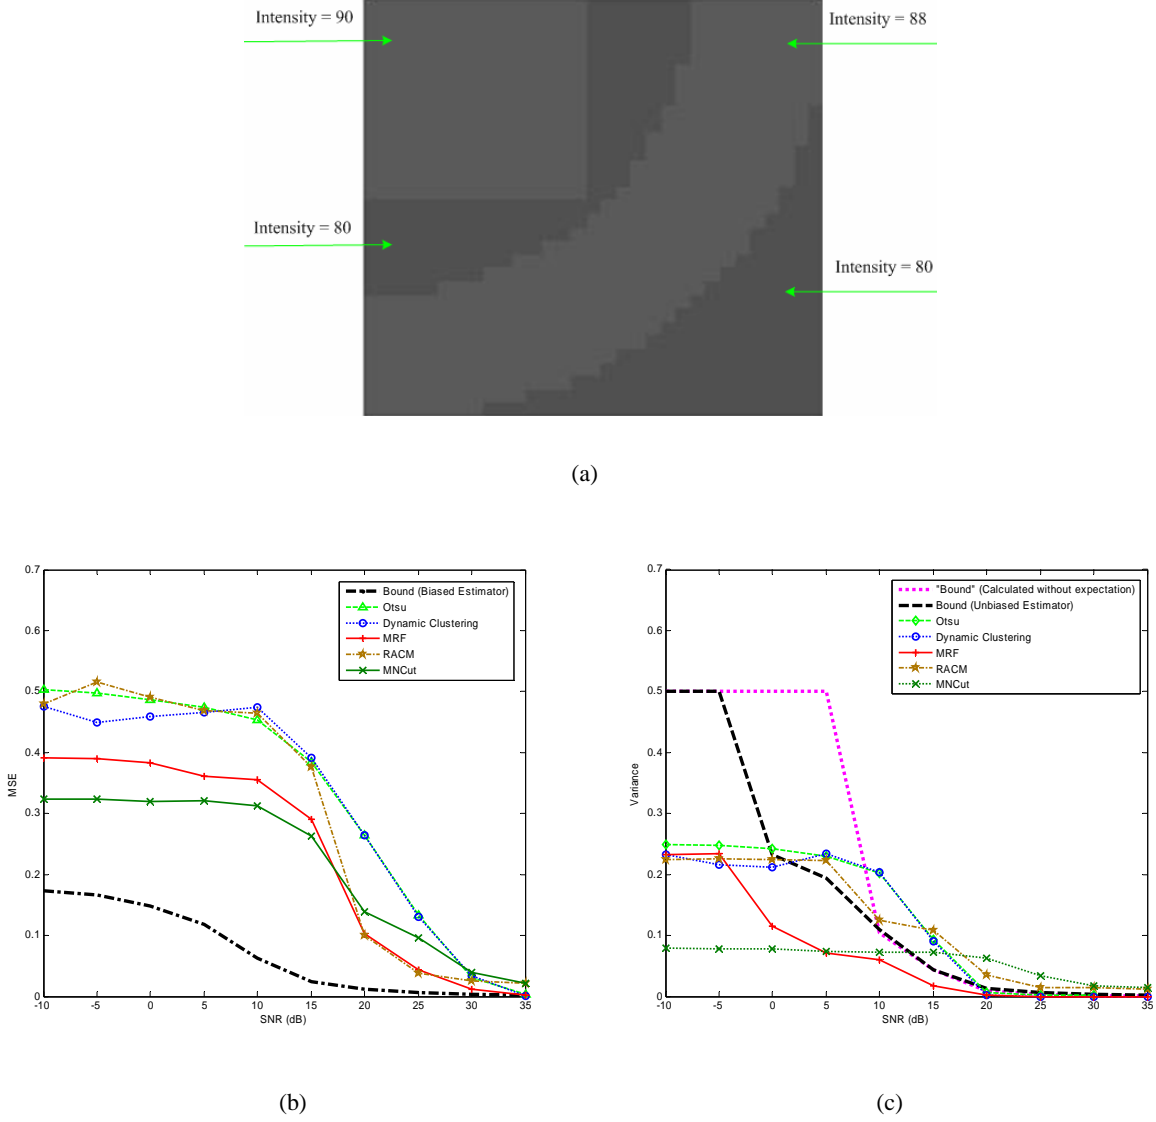 Intensity = 90
Intensity = 88
Intensity = 80
Intensity = 80
(a)
0.7
0.6
0.5
0.4
0.3
0.2
0.1
0
MSE
-10 -5 0 5 10 15 20 25 30 35
SNR (dB)
Bound (Biased Estimator)
Otsu
Dynamic Clustering
MRF
RACM
MNCut
(b)
0.7
0.6
0.5
0.4
0.3
0.2
0.1
0
Variance
-10 -5 0 5 10 15 20 25 30 35
SNR (dB)
"Bound" (Calculated without expectation)
Bound (Unbiased Estimator)
Otsu
Dynamic Clustering
MRF
RACM
MNCut
(c)